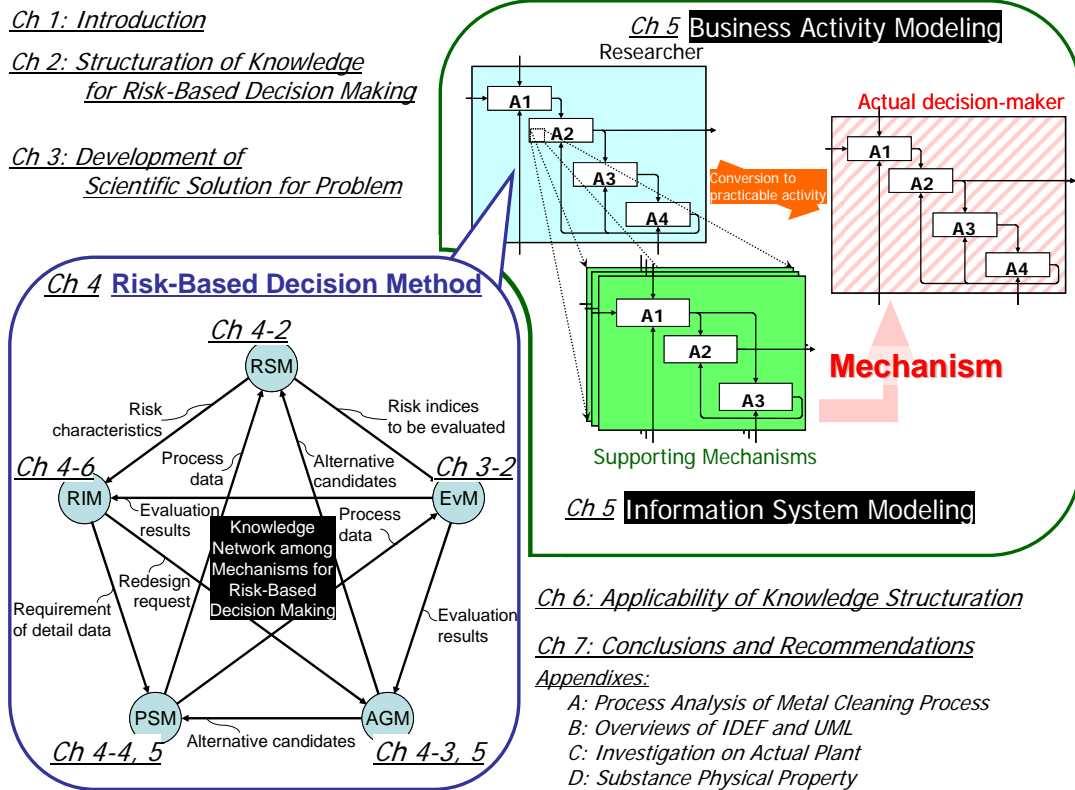 Ch 1: Introduction
Ch 2: Structuration of Knowledge
for Risk-Based Decision Making
Ch 3: Development of
Scientific Solution for Problem
Ch 5 Business Activity Modeling
Researcher
A1
A2
A3
A4
Conversion to
practicable activity
Actual decision-maker
A1
A2
A3
A4
A1
A2
A3
Mechanism
Supporting Mechanisms
Ch 5 Information System Modeling
Ch 4 Risk-Based Decision Method
Ch 4-2
RSM
Risk
characteristics
Risk indices
to be evaluated
Process
data
Alternative
candidates
Ch 4-6
RIM
Ch 3-2
EvM
Evaluation
results
Process
data
Knowledge
Network among
Mechanisms for
Risk-Based
Decision Making
Redesign
request
Requirement
of detail data
Evaluation
results
PSM
AGM
Alternative candidates
Ch 4-4, 5
Ch 4-3, 5
Ch 6: Applicability of Knowledge Structuration
Ch 7: Conclusions and Recommendations
Appendixes:
A: Process Analysis of Metal Cleaning Process
B: Overviews of IDEF and UML
C: Investigation on Actual Plant
D: Substance Physical Property